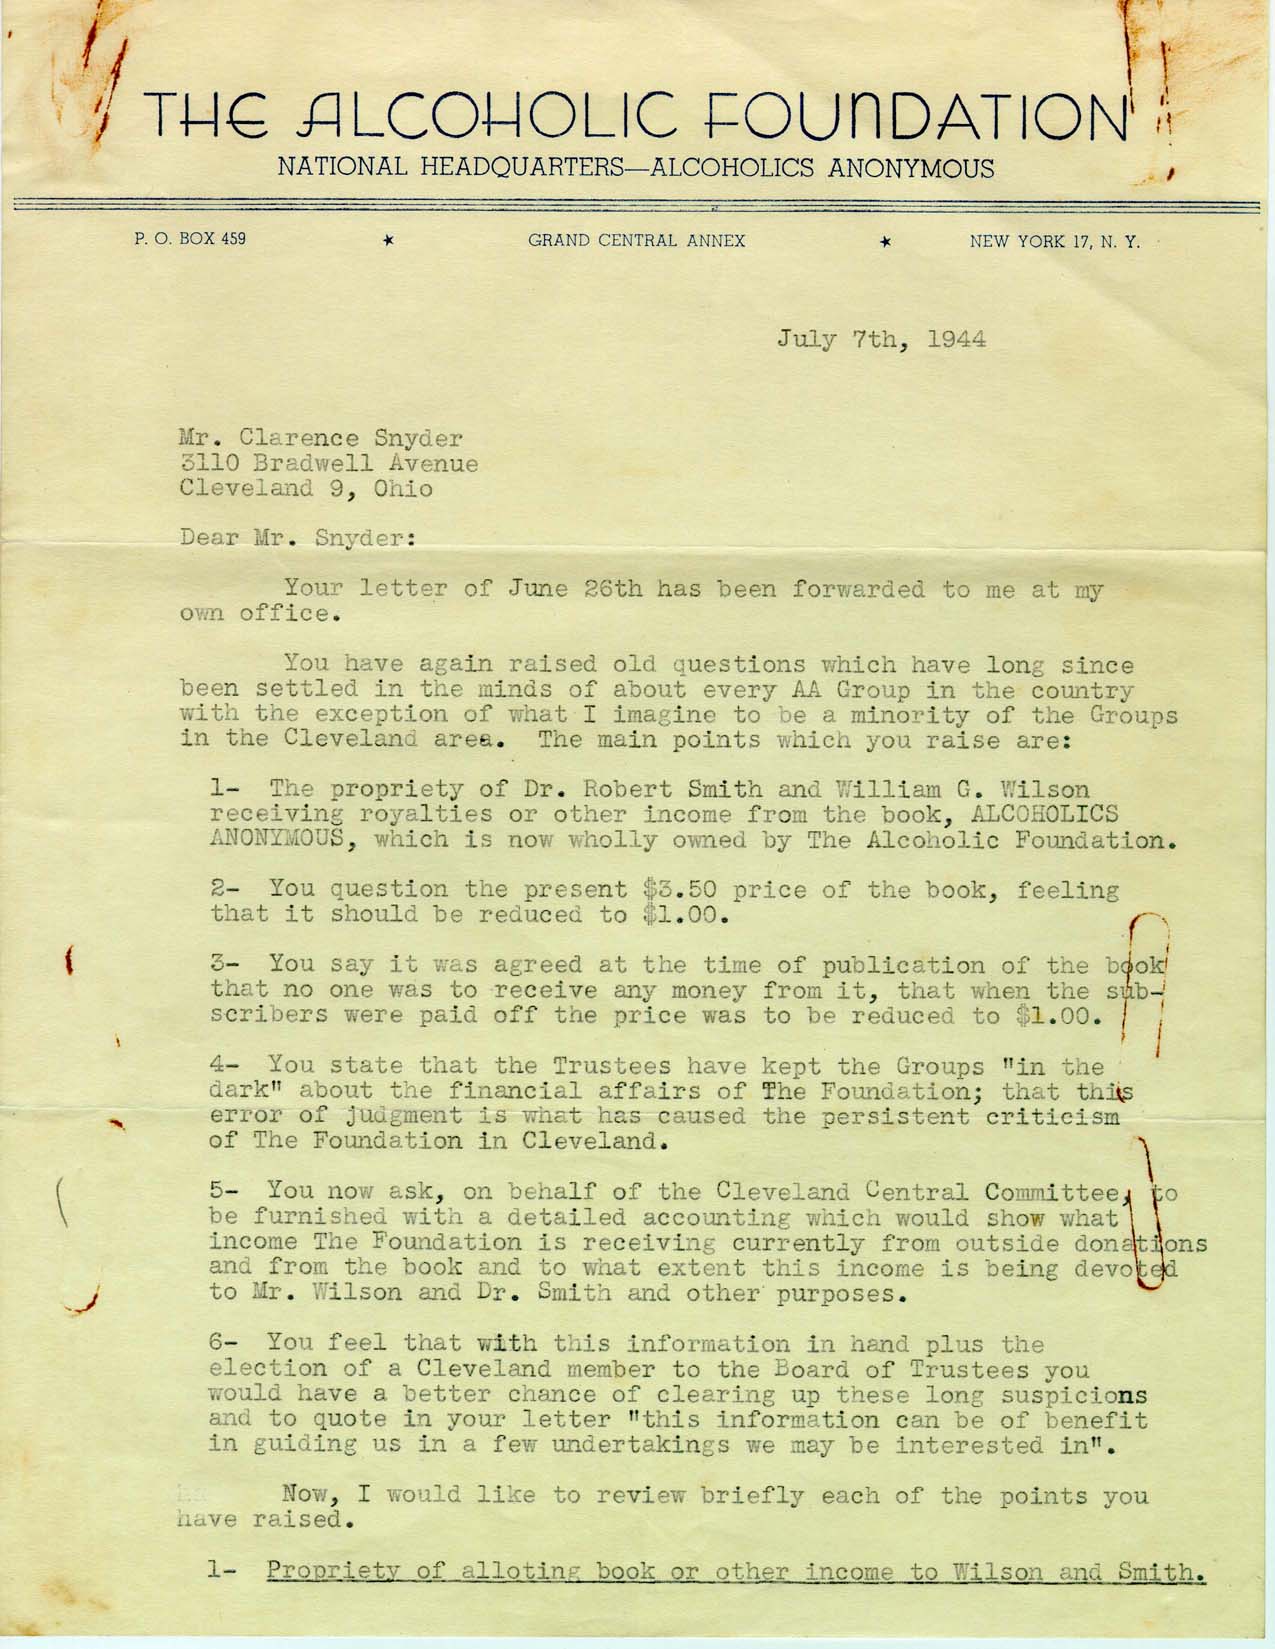 THE ALCOHOLIC FOUNDATION
NATIONAL HEADQUARTERS—ALCOHOLICS ANONYMOUS
P. O. BOX 459 ★ GRAND CENTRAL ANNEX ★ NEW YORK 17, N. Y.
July 7th, 1944
Mr. Clarence Snyder
3110 Bradwell Avenue
Cleveland 9, Ohio
Dear Mr. Snyder:
Your letter of June 26th has been forwarded to me at my
own office.
You have again raised old questions which have long since
been settled in the minds of about every AA Group in the country
with the exception of what I imagine to be a minority of the Groups
in the Cleveland area. The main points which you raise are:
1- The propriety of Dr. Robert Smith and William G. Wilson
receiving royalties or other income from the book, ALCOHOLICS
ANONYMOUS, which is now wholly owned by The Alcoholic Foundation.
2- You question the present $3.50 price of the book, feeling
that it should be reduced to $1.00.
3- You say it was agreed at the time of publication of the book
that no one was to receive any money from it, that when the sub-
scribers were paid off the price was to be reduced to $1.00.
4- You state that the Trustees have kept the Groups "in the
dark" about the financial affairs of The Foundation; that this
error of judgment is what has caused the persistent criticism
of The Foundation in Cleveland.
5- You now ask, on behalf of the Cleveland Central Committee, to
be furnished with a detailed accounting which would show what
income The Foundation is receiving currently from outside donations
and from the book and to what extent this income is being devoted
to Mr. Wilson and Dr. Smith and other purposes.
6- You feel that with this information in hand plus the
election of a Cleveland member to the Board of Trustees you
would have a better chance of clearing up these long suspicions
and to quote in your letter "this information can be of benefit
in guiding us in a few undertakings we may be interested in".
Now, I would like to review briefly each of the points you
have raised.
1- Propriety of alloting book or other income to Wilson and Smith.